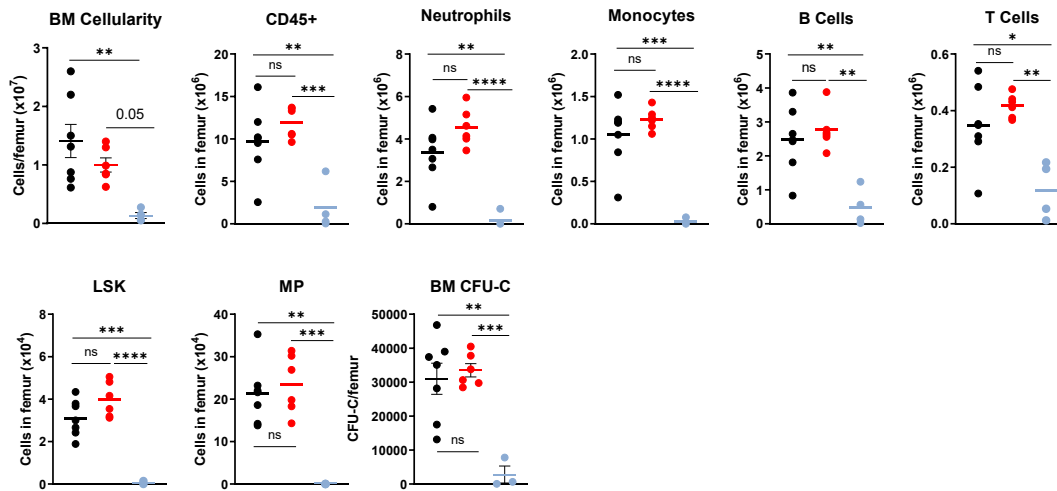 BM Cellularity
Cells/femur (x10⁷)
3
2
1
0
**
0.05
CD45+
Cells in femur (x10⁶)
20
15
10
5
0
**
ns
***
Neutrophils
Cells in femur (x10⁶)
8
6
4
2
0
**
ns
****
Monocytes
Cells in femur (x10⁶)
2.0
1.5
1.0
0.5
0.0
***
ns
****
B Cells
Cells in femur (x10⁶)
5
4
3
2
1
0
**
ns
**
T Cells
Cells in femur (x10⁶)
0.6
0.4
0.2
0.0
*
ns
**
LSK
Cells in femur (x10⁴)
8
6
4
2
0
***
ns
****
MP
Cells in femur (x10⁴)
40
30
20
10
0
**
***
ns
BM CFU-C
CFU-C/femur
50000
40000
30000
20000
10000
0
**
***
ns